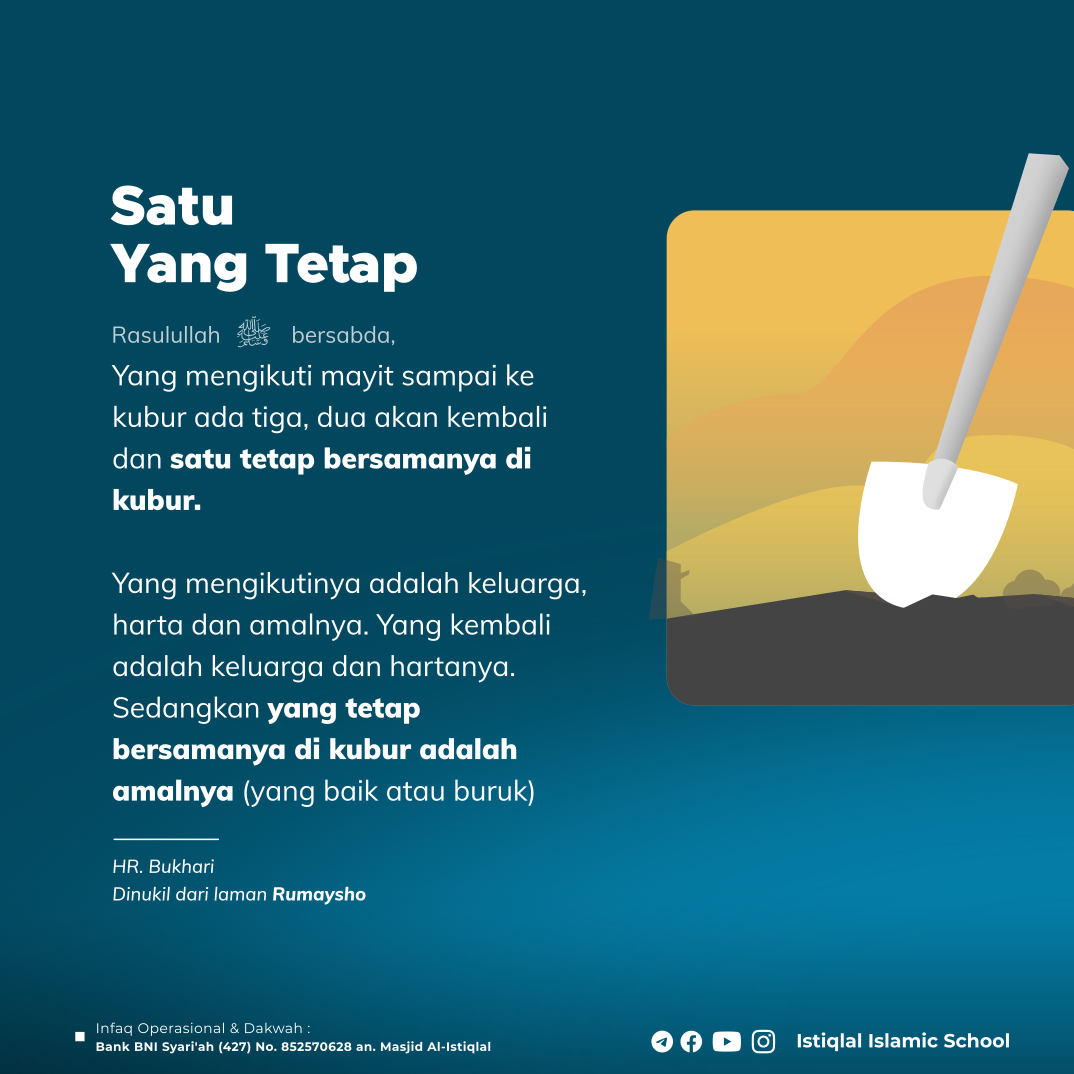 Satu
Yang Tetap
Rasulullah ﷺ bersabda,
Yang mengikuti mayit sampai ke
kubur ada tiga, dua akan kembali
dan satu tetap bersamanya di
kubur.
Yang mengikutinya adalah keluarga,
harta dan amalnya. Yang kembali
adalah keluarga dan hartanya.
Sedangkan yang tetap
bersamanya di kubur adalah
amalnya (yang baik atau buruk)
HR. Bukhari
Dinukil dari laman Rumaysho
Infaq Operasional & Dakwah :
Bank BNI Syari'ah (427) No. 852570628 an. Masjid Al-Istiqlal
Istiqlal Islamic School